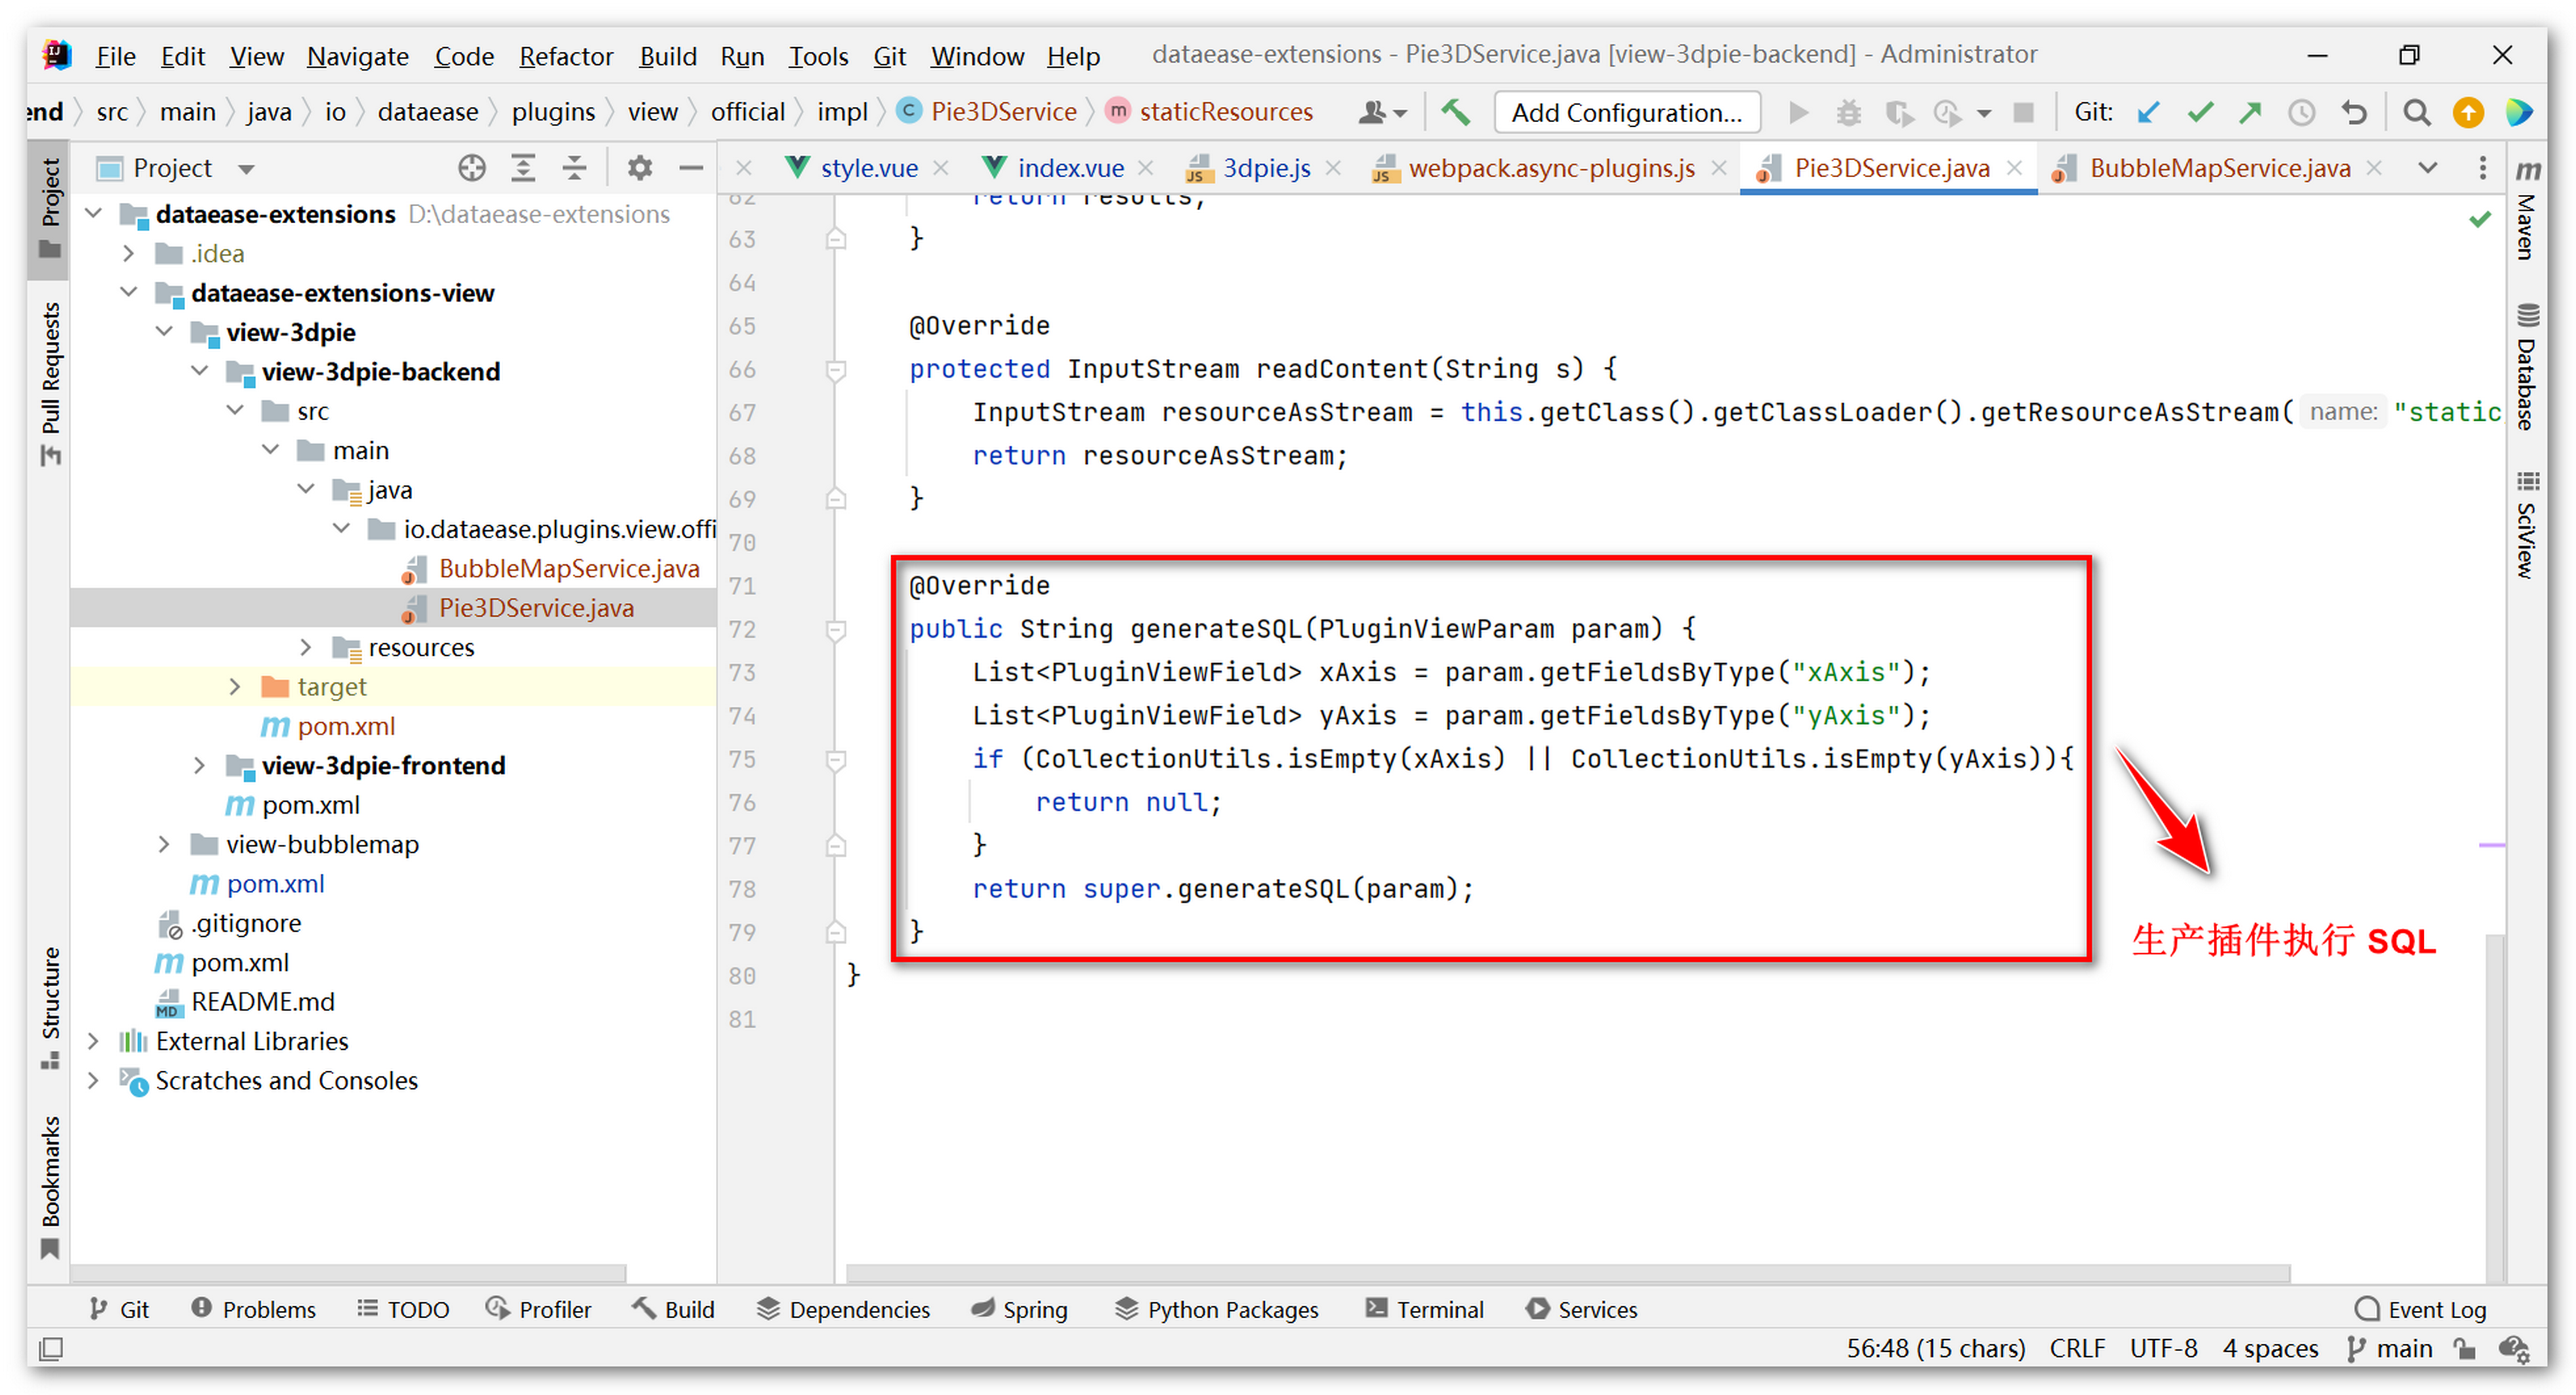 File Edit View Navigate Code Refactor Build Run Tools Git Window Help dataease-extensions - Pie3DService.java [view-3dpie-backend] - Administrator
end src main java io dataease plugins view official impl Pie3DService staticResources Add Configuration... Git:
Project style.vue index.vue 3dpie.js webpack.async-plugins.js Pie3DService.java BubbleMapService.java
Project
Pull Requests
Structure
Bookmarks
dataease-extensions D:\dataease-extensions
.idea
dataease-extensions-view
view-3dpie
view-3dpie-backend
src
main
java
io.dataease.plugins.view.offi
BubbleMapService.java
Pie3DService.java
resources
target
pom.xml
view-3dpie-frontend
pom.xml
view-bubblemap
pom.xml
.gitignore
pom.xml
README.md
External Libraries
Scratches and Consoles
62 return results;
63 }
64
65 @Override
66 protected InputStream readContent(String s) {
67 InputStream resourceAsStream = this.getClass().getClassLoader().getResourceAsStream( name: "static
68 return resourceAsStream;
69 }
70
71 @Override
72 public String generateSQL(PluginViewParam param) {
73 List<PluginViewField> xAxis = param.getFieldsByType("xAxis");
74 List<PluginViewField> yAxis = param.getFieldsByType("yAxis");
75 if (CollectionUtils.isEmpty(xAxis) || CollectionUtils.isEmpty(yAxis)){
76 return null;
77 }
78 return super.generateSQL(param);
79 }
80 }
81
生产插件执行 SQL
Maven
Database
SciView
Git Problems TODO Profiler Build Dependencies Spring Python Packages Terminal Services Event Log
56:48 (15 chars) CRLF UTF-8 4 spaces main